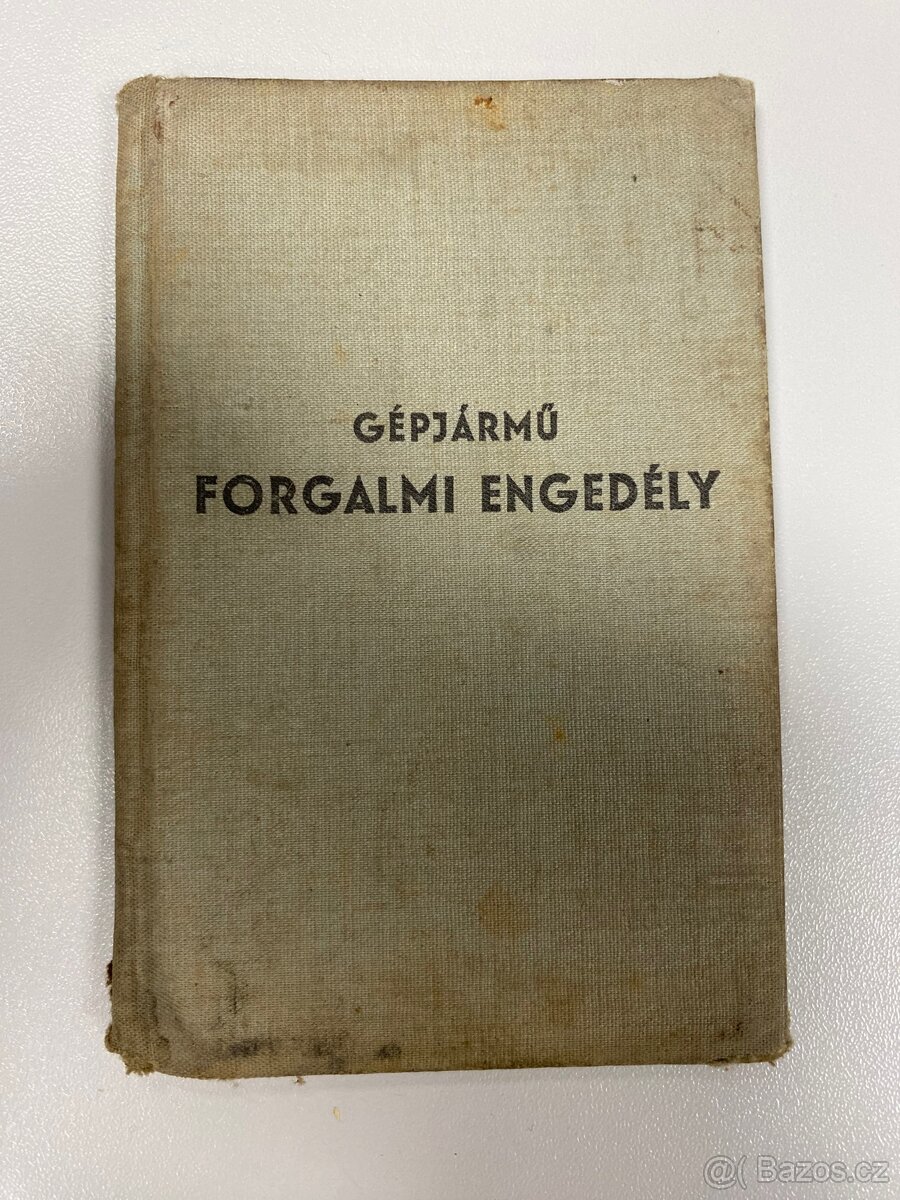 GÉPJÁRMŰ
FORGALMI ENGEDÉLY
@( Bazos.cz